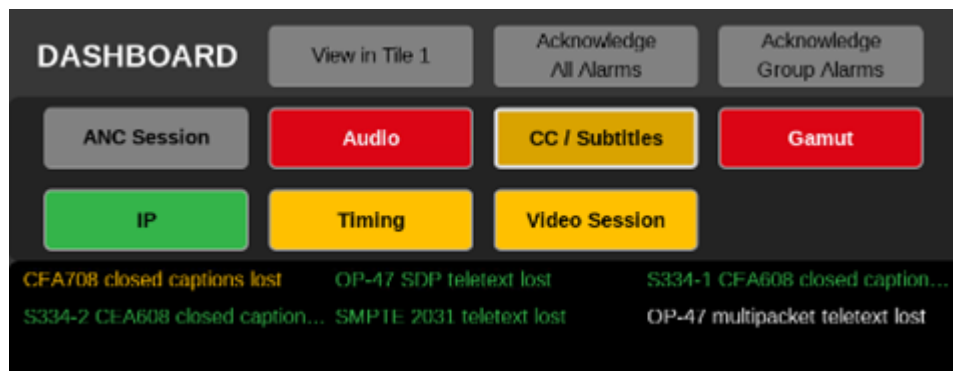 DASHBOARD
View in Tile 1
Acknowledge
All Alarms
Acknowledge
Group Alarms
ANC Session
Audio
CC / Subtitles
Gamut
IP
Timing
Video Session
CEA708 closed captions lost
OP-47 SDP teletext lost
S334-1 CEA608 closed caption...
S334-2 CEA608 closed caption...
SMPTE 2031 teletext lost
OP-47 multipacket teletext lost